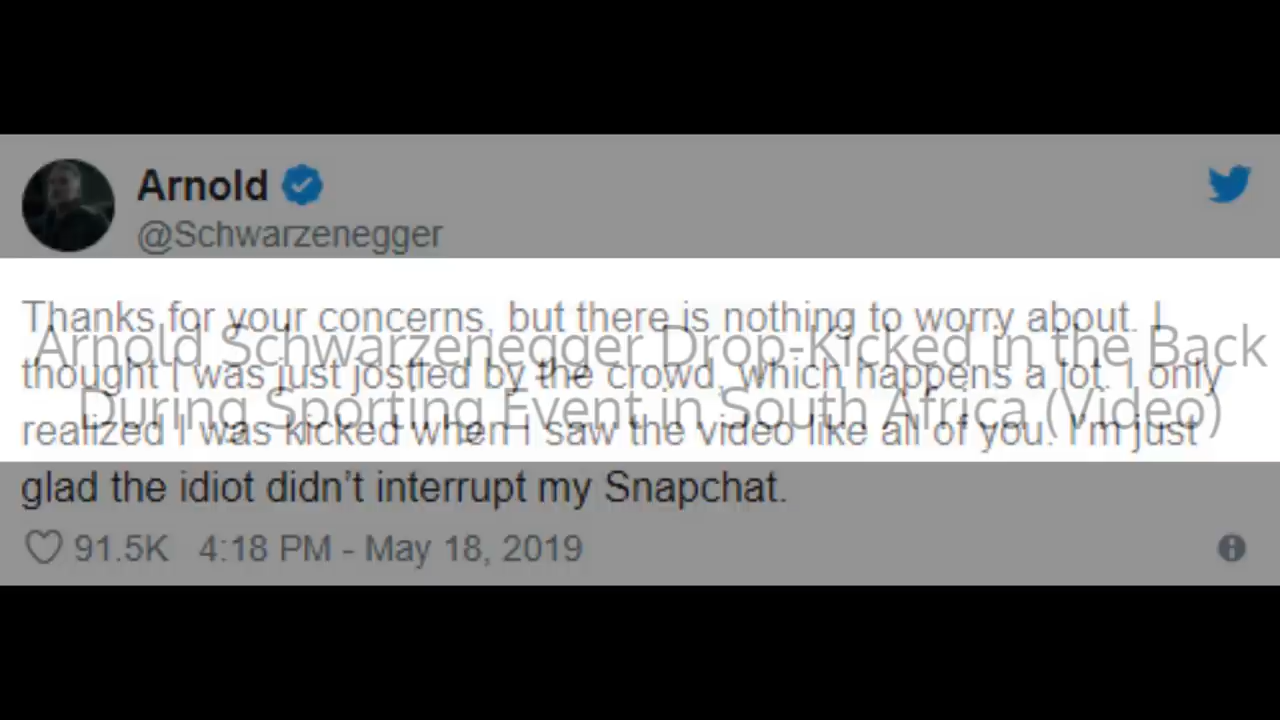 Arnold
@Schwarzenegger
Thanks for your concerns, but there is nothing to worry about. I
Arnold Schwarzenegger Drop-Kicked in the Back
thought I was just jostled by the crowd, which happens a lot. I only
During Sporting Event in South Africa (Video)
realized I was kicked when I saw the video like all of you. I'm just
glad the idiot didn’t interrupt my Snapchat.
91.5K 4:18 PM - May 18, 2019